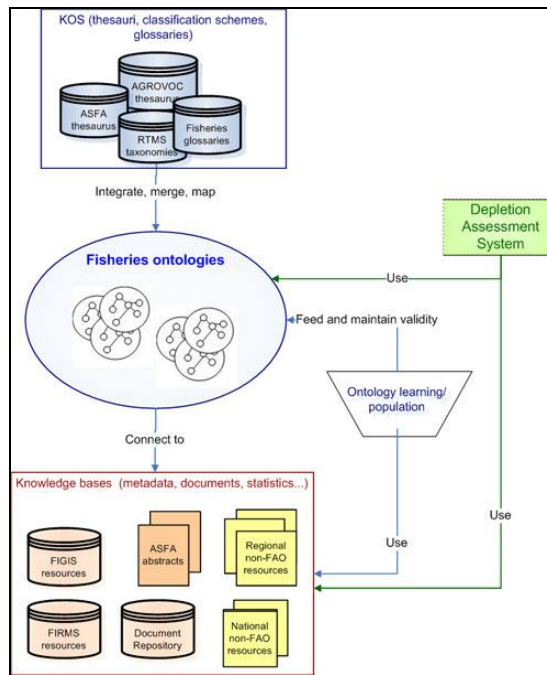 KOS (thesauri, classification schemes,
glossaries)
AGROVOC
thesaurus
ASFA
thesaurus
RTMS
taxonomies
Fisheries
glossaries
Integrate, merge, map
Depletion
Assessment
System
Fisheries ontologies
Use
Feed and maintain validity
Ontology learning/
population
Connect to
Knowledge bases (metadata, documents, statistics...)
Use
FIGIS
resources
ASFA
abstracts
Regional
non-FAO
resources
Use
FIRMS
resources
Document
Repository
National
non-FAO
resources